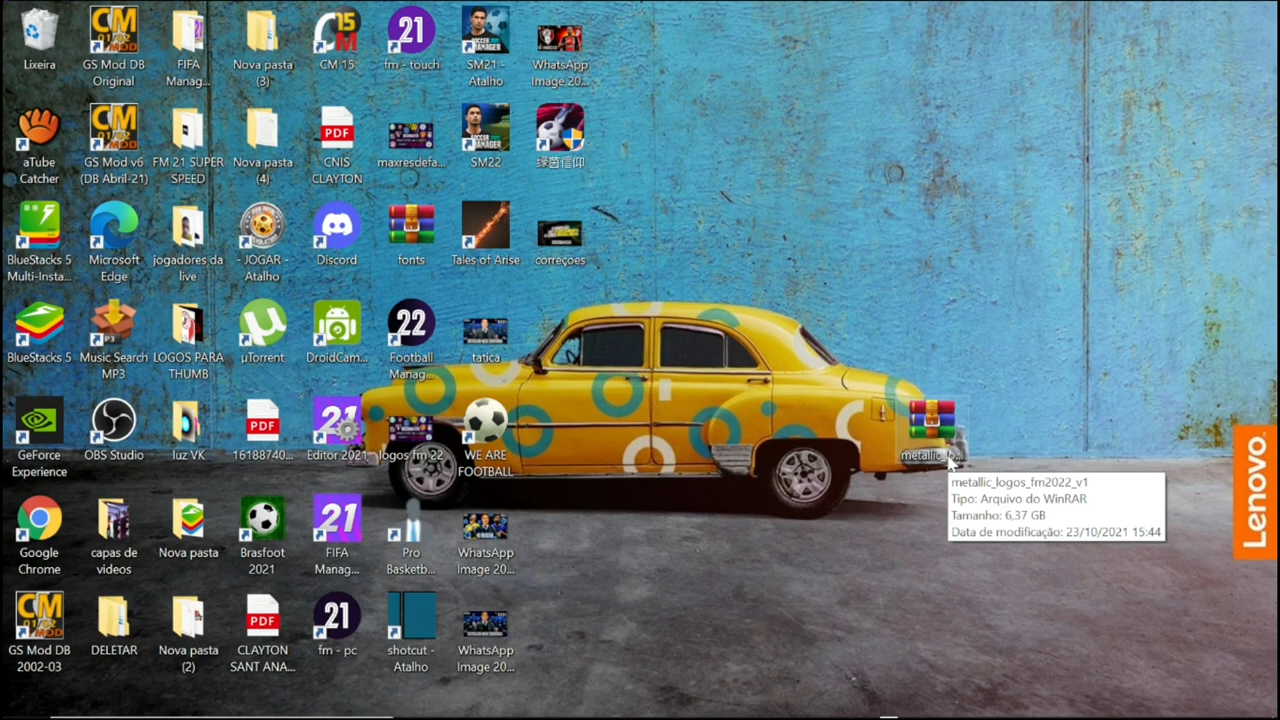 Lixeira
GS Mod DB
Original
FIFA
Manag...
Nova pasta
(3)
CM 15
fm - touch
SM21 -
Atalho
WhatsApp
Image 20...
aTube
Catcher
GS Mod v6
(DB Abril-21)
FM 21 SUPER
SPEED
Nova pasta
(4)
CNIS
CLAYTON
maxresdefa...
SM22
绿茵信仰
BlueStacks 5
Multi-Insta...
Microsoft
Edge
jogadores da
live
- JOGAR -
Atalho
Discord
fonts
Tales of Arise
correçoes
BlueStacks 5
Music Search
MP3
LOGOS PARA
THUMB
µTorrent
DroidCam...
Football
Manag...
tatica
GeForce
Experience
OBS Studio
luz VK
16188740...
Editor 2021
logos fm 22
WE ARE
FOOTBALL
metallic_lo...
metallic_logos_fm2022_v1
Tipo: Arquivo do WinRAR
Tamanho: 6,37 GB
Data de modificação: 23/10/2021 15:44
Lenovo
Google
Chrome
capas de
videos
Nova pasta
Brasfoot
2021
FIFA
Manag...
Pro
Basketb...
WhatsApp
Image 20...
GS Mod DB
2002-03
DELETAR
Nova pasta
(2)
CLAYTON
SANT ANA...
fm - pc
shotcut -
Atalho
WhatsApp
Image 20...